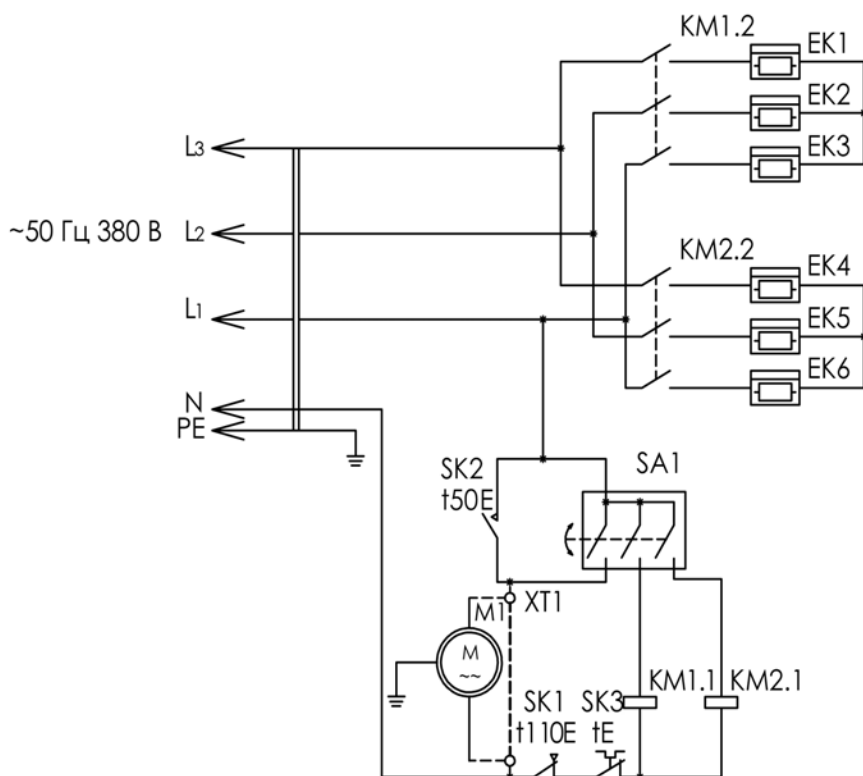 KM1.2
EK1
EK2
EK3
L3
~50 Гц 380 В
L2
KM2.2
EK4
L1
EK5
EK6
N
PE
SK2
t50E
SA1
M1
XT1
M
~~
KM1.1
KM2.1
SK1
t110E
SK3
tE